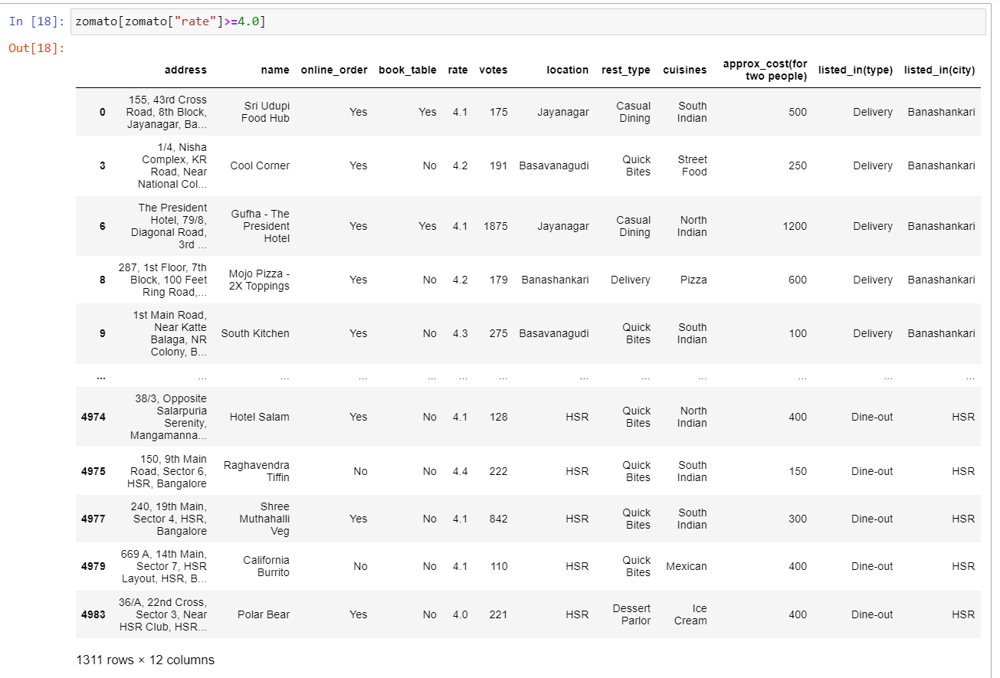 In [18]: zomato[zomato["rate"]>=4.0]
Out[18]:
address name online_order book_table rate votes location rest_type cuisines approx_cost(for two people) listed_in(type) listed_in(city)
0 155, 43rd Cross Road, 8th Block, Jayanagar, Ba... Sri Udupi Food Hub Yes Yes 4.1 175 Jayanagar Casual Dining South Indian 500 Delivery Banashankari
3 1/4, Nisha Complex, KR Road, Near National Col... Cool Corner Yes No 4.2 191 Basavanagudi Quick Bites Street Food 250 Delivery Banashankari
6 The President Hotel, 79/8, Diagonal Road, 3rd ... Gufha - The President Hotel Yes Yes 4.1 1875 Jayanagar Casual Dining North Indian 1200 Delivery Banashankari
8 287, 1st Floor, 7th Block, 100 Feet Ring Road,... Mojo Pizza - 2X Toppings Yes No 4.2 179 Banashankari Delivery Pizza 600 Delivery Banashankari
9 1st Main Road, Near Katte Balaga, NR Colony, B... South Kitchen Yes No 4.3 275 Basavanagudi Quick Bites South Indian 100 Delivery Banashankari
... ... ... ... ... ... ... ... ... ... ... ... ...
4974 38/3, Opposite Salarpuria Serenity, Mangamanna... Hotel Salam Yes No 4.1 128 HSR Quick Bites North Indian 400 Dine-out HSR
4975 150, 9th Main Road, Sector 6, HSR, Bangalore Raghavendra Tiffin No No 4.4 222 HSR Quick Bites South Indian 150 Dine-out HSR
4977 240, 19th Main, Sector 4, HSR, Bangalore Shree Muthahalli Veg Yes No 4.1 842 HSR Quick Bites South Indian 300 Dine-out HSR
4979 669 A, 14th Main, Sector 7, HSR Layout, HSR, B... California Burrito No No 4.1 110 HSR Quick Bites Mexican 400 Dine-out HSR
4983 36/A, 22nd Cross, Sector 3, Near HSR Club, HSR... Polar Bear Yes No 4.0 221 HSR Dessert Parlor Ice Cream 400 Dine-out HSR
1311 rows × 12 columns